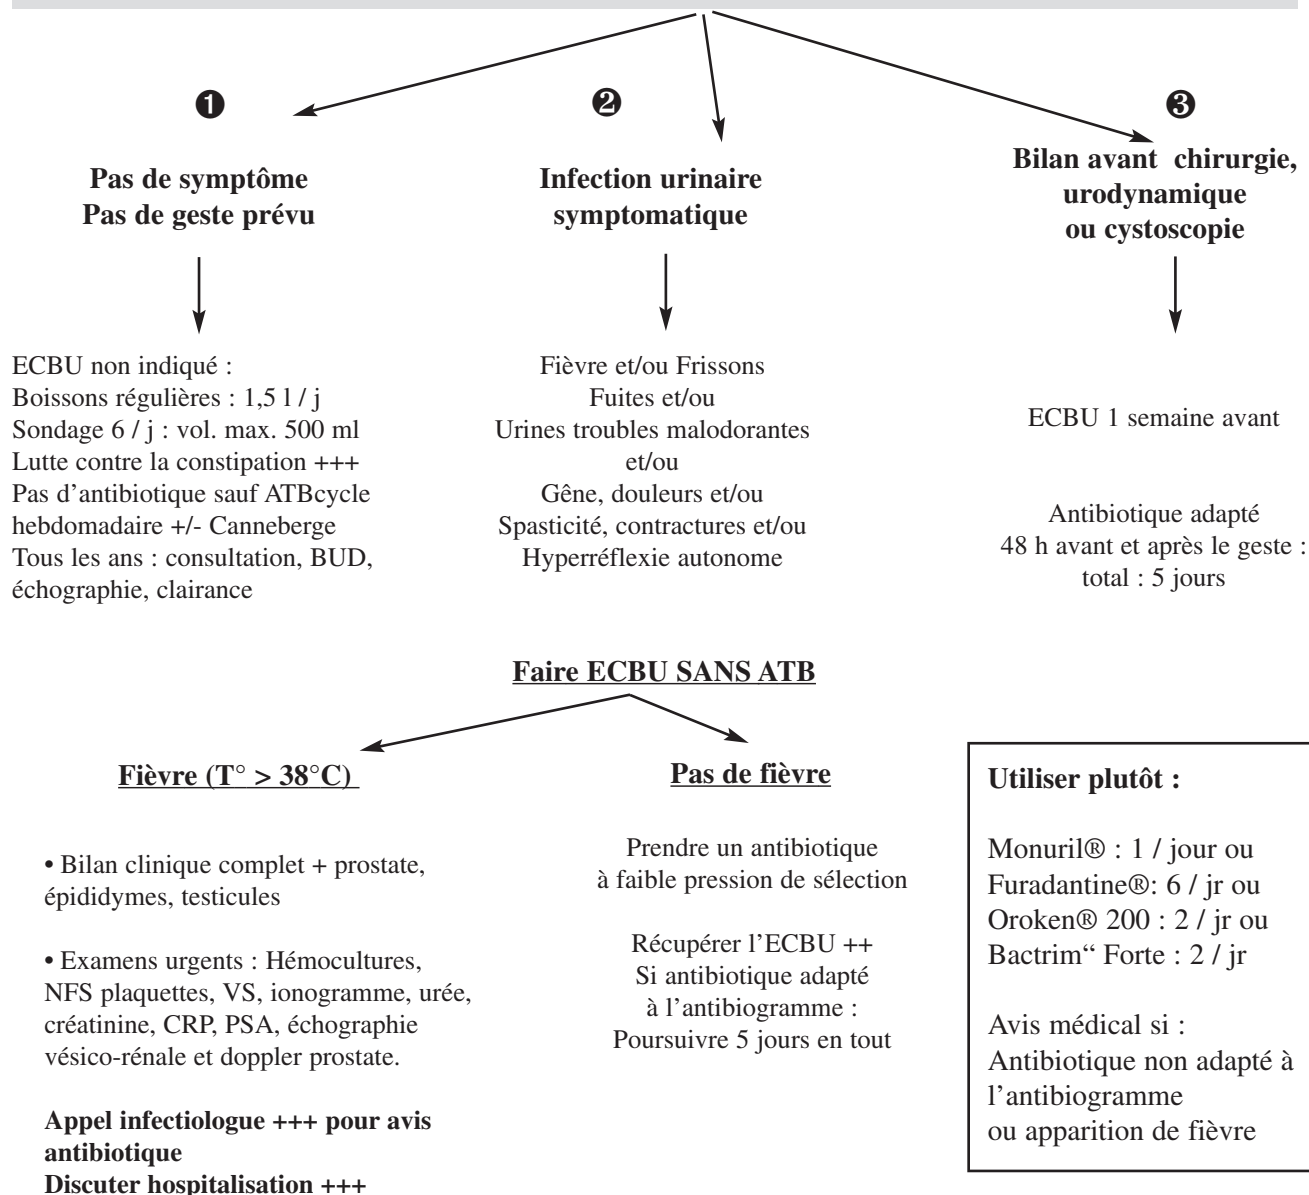 ❶
Pas de symptôme
Pas de geste prévu
ECBU non indiqué :
Boissons régulières : 1,5 l / j
Sondage 6 / j : vol. max. 500 ml
Lutte contre la constipation +++
Pas d’antibiotique sauf ATBcycle
hebdomadaire +/- Canneberge
Tous les ans : consultation, BUD,
échographie, clairance
❷
Infection urinaire
symptomatique
Fièvre et/ou Frissons
Fuites et/ou
Urines troubles malodorantes
et/ou
Gêne, douleurs et/ou
Spasticité, contractures et/ou
Hyperréflexie autonome
❸
Bilan avant chirurgie,
urodynamique
ou cystoscopie
ECBU 1 semaine avant
Antibiotique adapté
48 h avant et après le geste :
total : 5 jours
Faire ECBU SANS ATB
Fièvre (T° > 38°C)
• Bilan clinique complet + prostate,
épididymes, testicules
• Examens urgents : Hémocultures,
NFS plaquettes, VS, ionogramme, urée,
créatinine, CRP, PSA, échographie
vésico-rénale et doppler prostate.
Appel infectiologue +++ pour avis
antibiotique
Discuter hospitalisation +++
Pas de fièvre
Prendre un antibiotique
à faible pression de sélection
Récupérer l’ECBU ++
Si antibiotique adapté
à l’antibiogramme :
Poursuivre 5 jours en tout
Utiliser plutôt :
Monuril® : 1 / jour ou
Furadantine®: 6 / jr ou
Oroken® 200 : 2 / jr ou
Bactrim“ Forte : 2 / jr
Avis médical si :
Antibiotique non adapté à
l’antibiogramme
ou apparition de fièvre